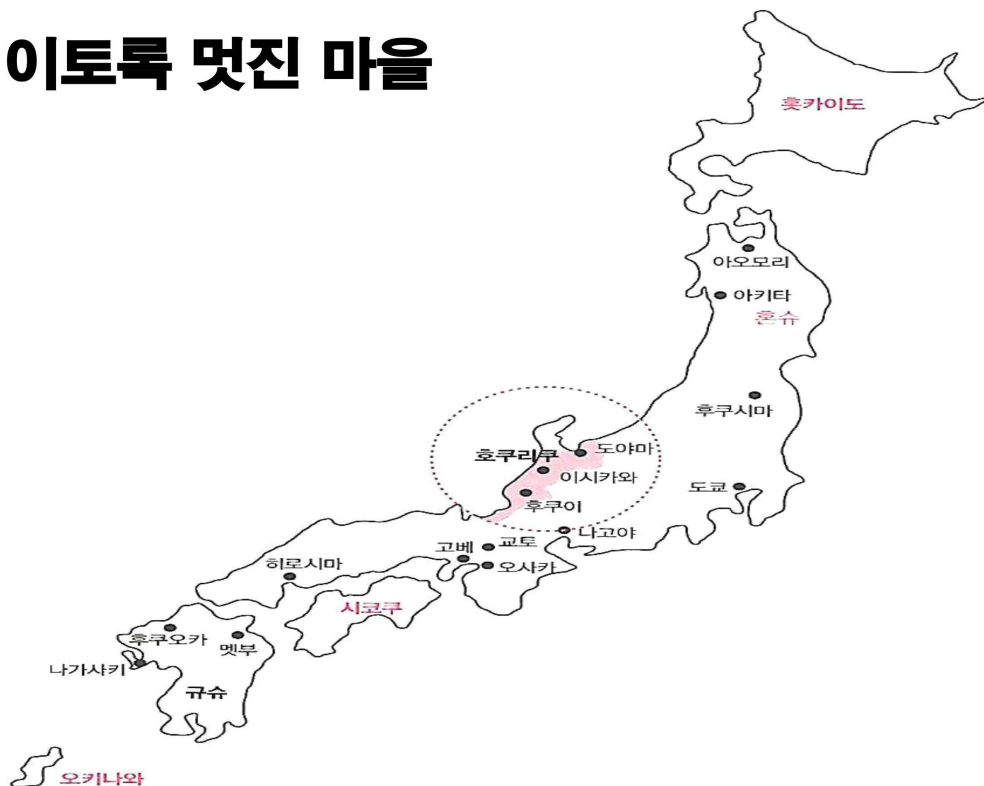 이토록 멋진 마을
홋카이도
아오모리
아키타
혼슈
후쿠시마
호쿠리쿠
도야마
이시카와
후쿠이
도쿄
나고야
교토
고베
오사카
히로시마
시코쿠
후쿠오카
벳부
나가사키
규슈
오키나와